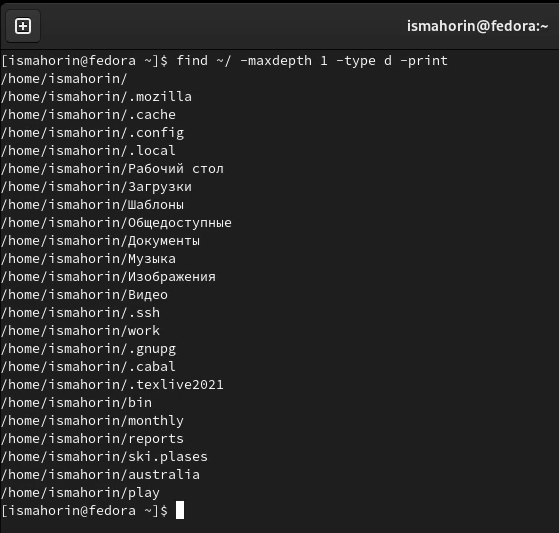 ismahorin@fedora:~
[ismahorin@fedora ~]$ find ~/ -maxdepth 1 -type d -print
/home/ismahorin/
/home/ismahorin/.mozilla
/home/ismahorin/.cache
/home/ismahorin/.config
/home/ismahorin/.local
/home/ismahorin/Рабочий стол
/home/ismahorin/Загрузки
/home/ismahorin/Шаблоны
/home/ismahorin/Общедоступные
/home/ismahorin/Документы
/home/ismahorin/Музыка
/home/ismahorin/Изображения
/home/ismahorin/Видео
/home/ismahorin/.ssh
/home/ismahorin/work
/home/ismahorin/.gnupg
/home/ismahorin/.cabal
/home/ismahorin/.texlive2021
/home/ismahorin/bin
/home/ismahorin/monthly
/home/ismahorin/reports
/home/ismahorin/ski.plases
/home/ismahorin/australia
/home/ismahorin/play
[ismahorin@fedora ~]$